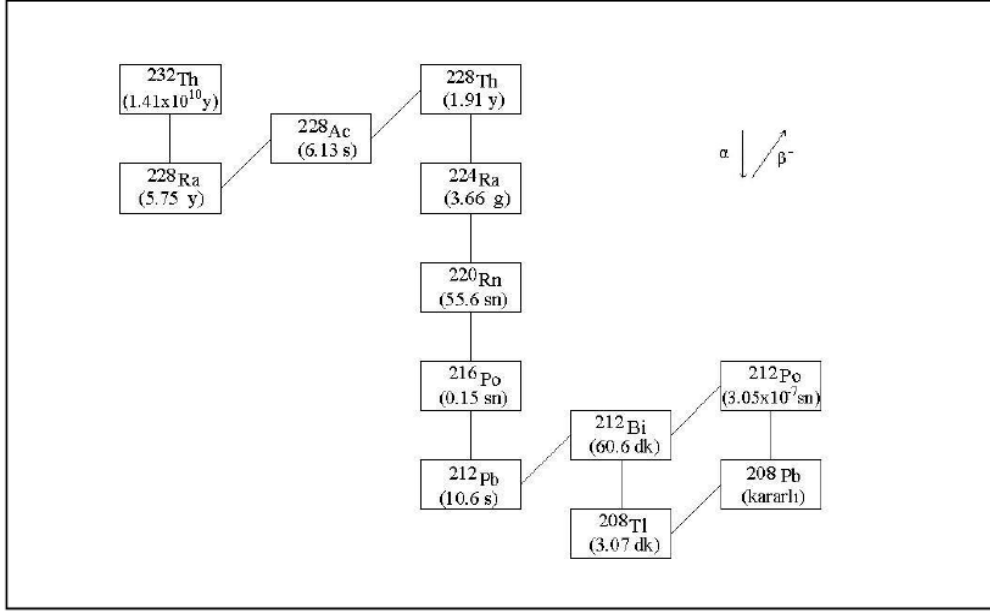 ²³²Th
(1.41x10¹⁰y)
²²⁸Ra
(5.75 y)
²²⁸Ac
(6.13 s)
²²⁸Th
(1.91 y)
²²⁴Ra
(3.66 g)
²²⁰Rn
(55.6 sn)
²¹⁶Po
(0.15 sn)
²¹²Pb
(10.6 s)
²¹²Bi
(60.6 dk)
²⁰⁸Tl
(3.07 dk)
²¹²Po
(3.05x10⁻⁷sn)
²⁰⁸Pb
(kararlı)
α
β⁻